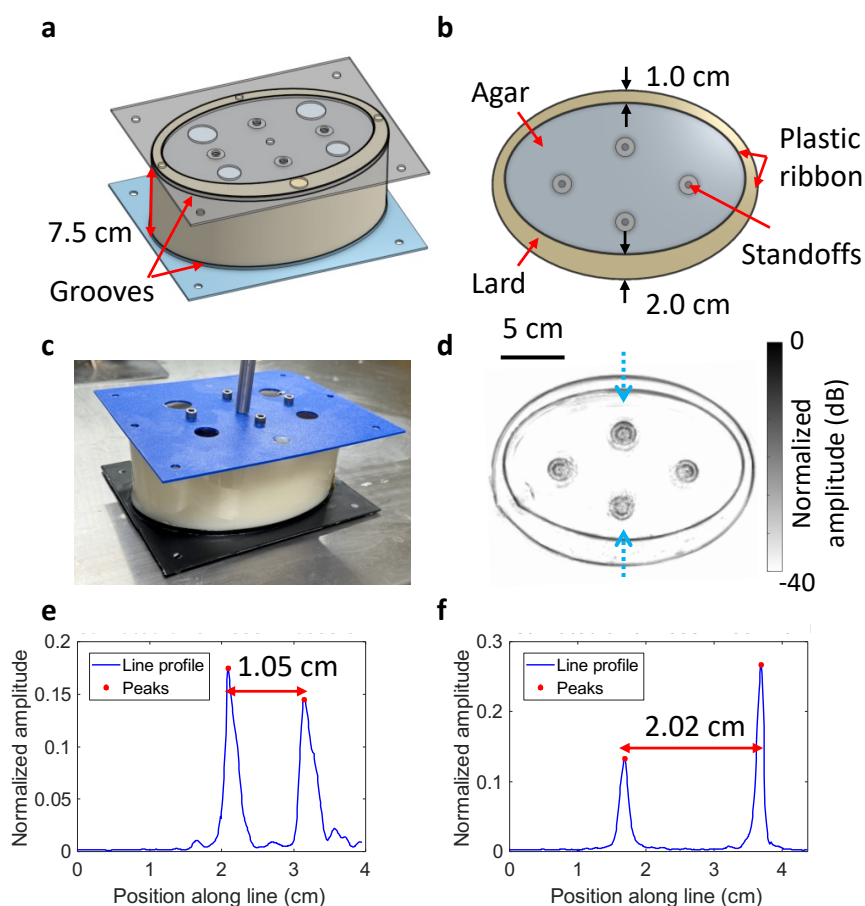 a
7.5 cm
Grooves
b
Agar
1.0 cm
Plastic
ribbon
Standoffs
Lard
2.0 cm
c
d
5 cm
0
Normalized
amplitude (dB)
-40
e
0.2
0.15
0.1
0.05
0
Normalized amplitude
Line profile
Peaks
1.05 cm
0 1 2 3 4
Position along line (cm)
f
0.3
0.2
0.1
0
Normalized amplitude
Line profile
Peaks
2.02 cm
0 1 2 3 4
Position along line (cm)